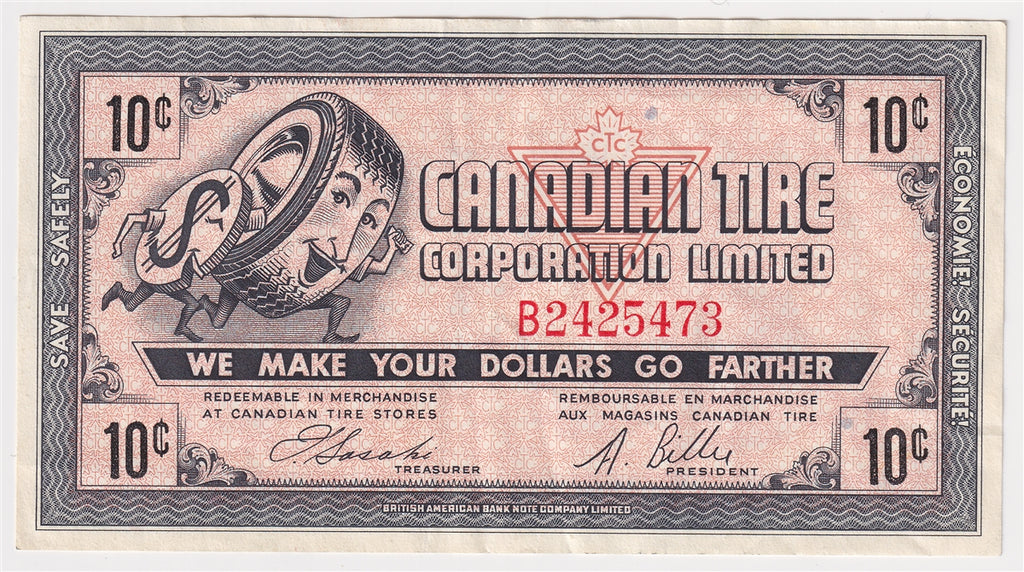 10¢
10¢
CTC
CANADIAN TIRE
CORPORATION LIMITED
B2425473
WE MAKE YOUR DOLLARS GO FARTHER
REDEEMABLE IN MERCHANDISE
AT CANADIAN TIRE STORES
REMBOURSABLE EN MARCHANDISE
AUX MAGASINS CANADIAN TIRE
TREASURER
PRESIDENT
10¢
10¢
SAVE SAFELY
ECONOMIE! SECURITÉ!
BRITISH AMERICAN BANK NOTE COMPANY LIMITED
$